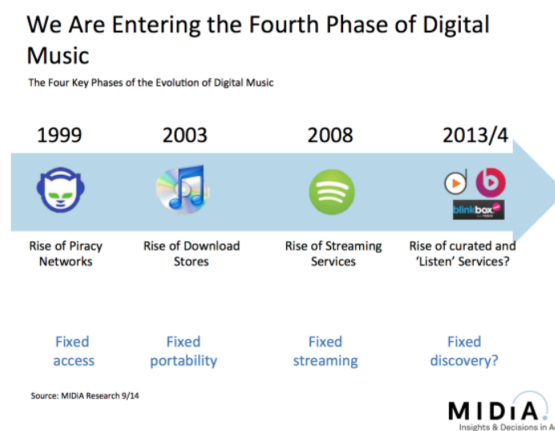 We Are Entering the Fourth Phase of Digital
Music
The Four Key Phases of the Evolution of Digital Music
1999
2003
2008
2013/4
blinkbox
Rise of Piracy
Networks
Rise of Download
Stores
Rise of Streaming
Services
Rise of curated and
‘Listen’ Services?
Fixed
access
Fixed
portability
Fixed
streaming
Fixed
discovery?
Source: MIDiA Research 9/14
MIDiA.
Insights & Decisions in A